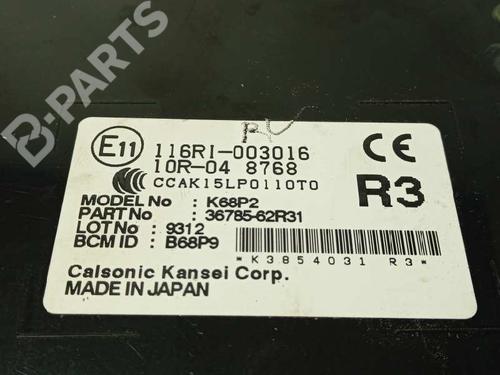 B-PARTS
RU
E11
116RI-003016
10R-04 8768
CCAK15LP0110T0
CE
R3
MODEL No : K68P2
PART No : 36785-62R31
LOT No : 9312
BCM ID : B68P9
*K3854031 R3*
Calsonic Kansei Corp.
MADE IN JAPAN